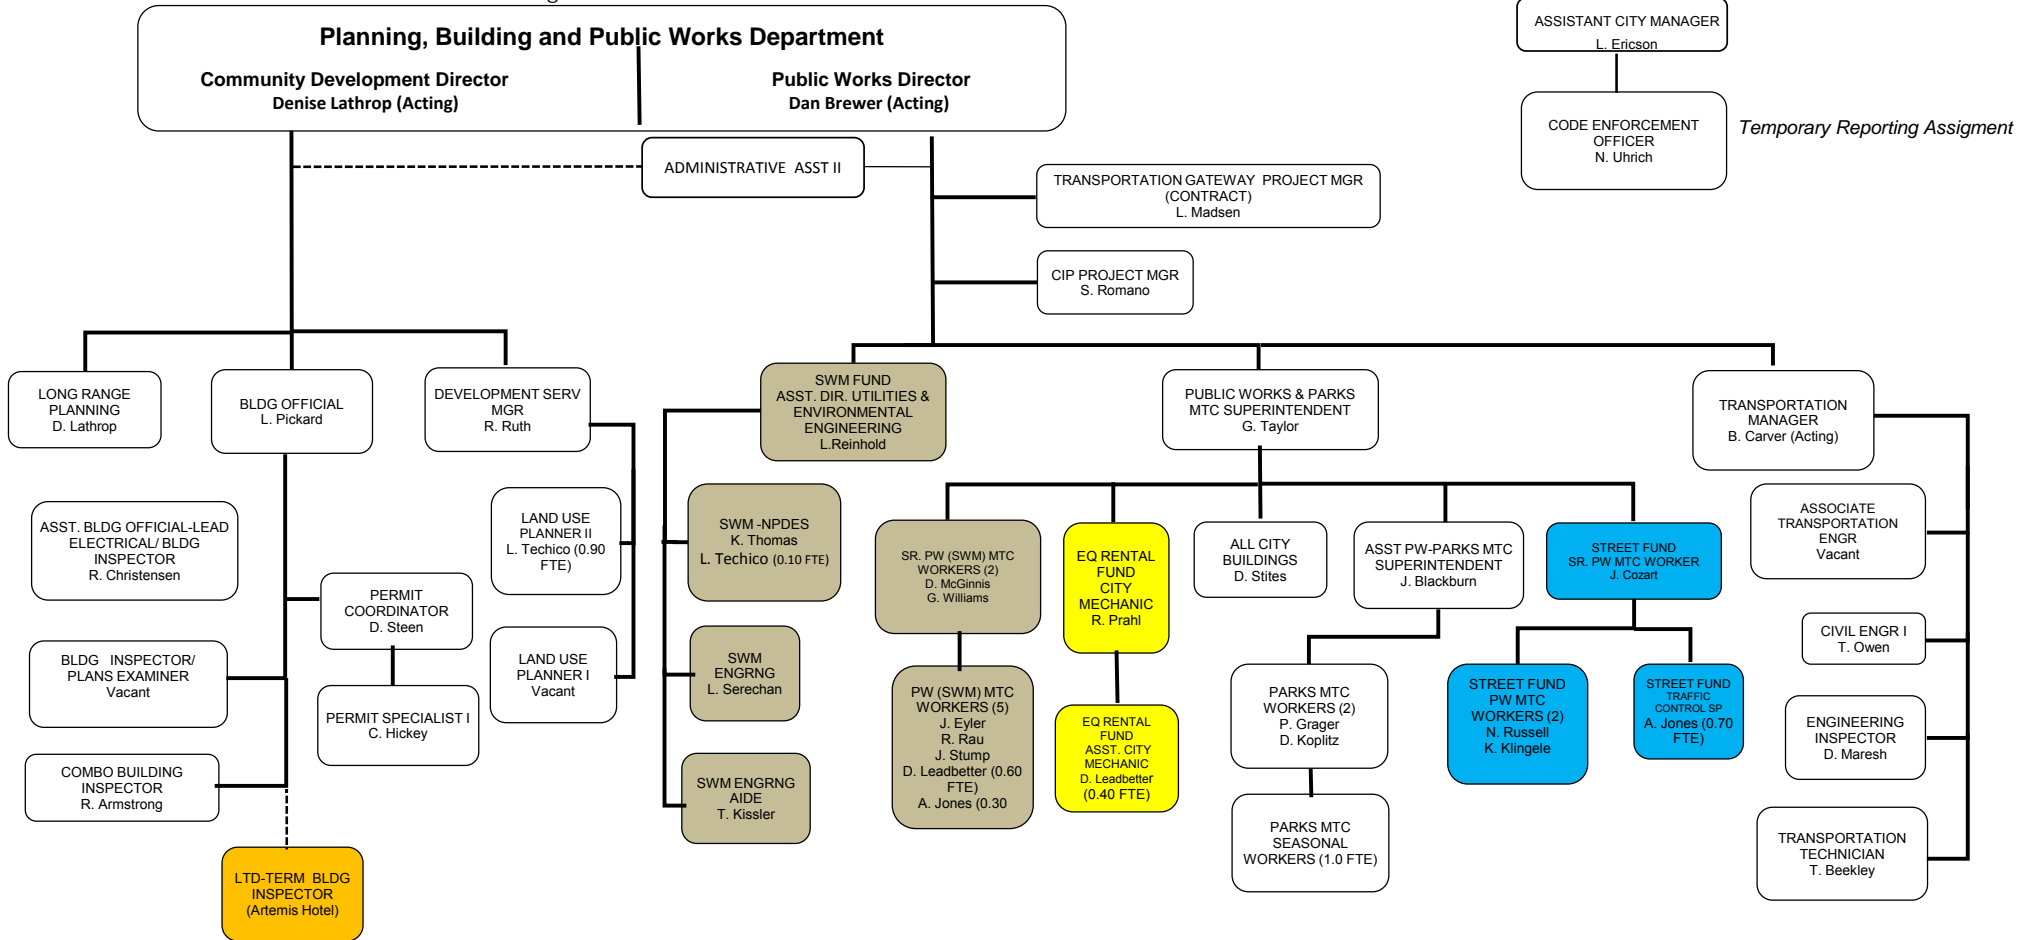 Planning, Building and Public Works Department
Community Development Director
Denise Lathrop (Acting)
Public Works Director
Dan Brewer (Acting)
ASSISTANT CITY MANAGER
L. Ericson
CODE ENFORCEMENT
OFFICER
N. Uhrich
Temporary Reporting Assigment
ADMINISTRATIVE ASST II
TRANSPORTATION GATEWAY PROJECT MGR
(CONTRACT)
L. Madsen
CIP PROJECT MGR
S. Romano
LONG RANGE
PLANNING
D. Lathrop
BLDG OFFICIAL
L. Pickard
DEVELOPMENT SERV
MGR
R. Ruth
SWM FUND
ASST. DIR. UTILITIES &
ENVIRONMENTAL
ENGINEERING
L.Reinhold
PUBLIC WORKS & PARKS
MTC SUPERINTENDENT
G. Taylor
TRANSPORTATION
MANAGER
B. Carver (Acting)
ASST. BLDG OFFICIAL-LEAD
ELECTRICAL/ BLDG
INSPECTOR
R. Christensen
PERMIT
COORDINATOR
D. Steen
BLDG INSPECTOR/
PLANS EXAMINER
Vacant
PERMIT SPECIALIST I
C. Hickey
COMBO BUILDING
INSPECTOR
R. Armstrong
LTD-TERM BLDG
INSPECTOR
(Artemis Hotel)
LAND USE
PLANNER II
L. Techico (0.90
FTE)
LAND USE
PLANNER I
Vacant
SWM -NPDES
K. Thomas
L. Techico (0.10 FTE)
SWM
ENGRNG
L. Serechan
SWM ENGRNG
AIDE
T. Kissler
SR. PW (SWM) MTC
WORKERS (2)
D. McGinnis
G. Williams
PW (SWM) MTC
WORKERS (5)
J. Eyler
R. Rau
J. Stump
D. Leadbetter (0.60
FTE)
A. Jones (0.30
EQ RENTAL
FUND
CITY
MECHANIC
R. Prahl
EQ RENTAL
FUND
ASST. CITY
MECHANIC
D. Leadbetter
(0.40 FTE)
ALL CITY
BUILDINGS
D. Stites
ASST PW-PARKS MTC
SUPERINTENDENT
J. Blackburn
PARKS MTC
WORKERS (2)
P. Grager
D. Koplitz
PARKS MTC
SEASONAL
WORKERS (1.0 FTE)
STREET FUND
SR. PW MTC WORKER
J. Cozart
STREET FUND
PW MTC
WORKERS (2)
N. Russell
K. Klingele
STREET FUND
TRAFFIC
CONTROL SP
A. Jones (0.70
FTE)
ASSOCIATE
TRANSPORTATION
ENGR
Vacant
CIVIL ENGR I
T. Owen
ENGINEERING
INSPECTOR
D. Maresh
TRANSPORTATION
TECHNICIAN
T. Beekley